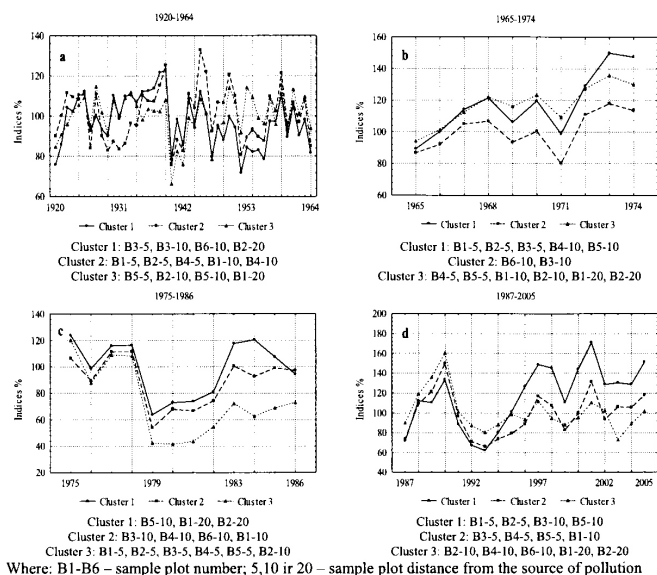 1920-1964
a
Indices %
140
120
100
80
60
1920 1931 1942 1953 1964
Cluster 1 Cluster 2 Cluster 3
Cluster 1: B3-5, B3-10, B6-10, B2-20
Cluster 2: B1-5, B2-5, B4-5, B1-10, B4-10
Cluster 3: B5-5, B2-10, B5-10, B1-20
1965-1974
b
Indices %
160
140
120
100
80
60
1965 1968 1971 1974
Cluster 1 Cluster 2 Cluster 3
Cluster 1: B1-5, B2-5, B3-5, B4-10, B5-10
Cluster 2: B6-10, B3-10
Cluster 3: B4-5, B5-5, B1-10, B2-10, B1-20, B2-20
1975-1986
c
Indices %
140
120
100
80
60
40
20
1975 1979 1983 1986
Cluster 1 Cluster 2 Cluster 3
Cluster 1: B5-10, B1-20, B2-20
Cluster 2: B3-10, B4-10, B6-10, B1-10
Cluster 3: B1-5, B2-5, B3-5, B4-5, B5-5, B2-10
1987-2005
d
Indices %
200
180
160
140
120
100
80
60
40
1987 1992 1997 2002 2005
Cluster 1 Cluster 2 Cluster 3
Cluster 1: B1-5, B2-5, B3-10, B5-10
Cluster 2: B3-5, B4-5, B5-5, B1-10
Cluster 3: B2-10, B4-10, B6-10, B1-20, B2-20
Where: B1-B6 – sample plot number; 5,10 ir 20 – sample plot distance from the source of pollution